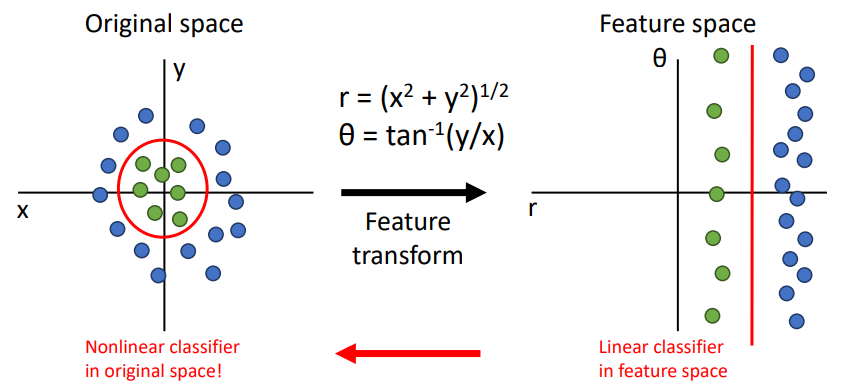 Original space
Feature space
y
θ
r = (x² + y²)¹/²
θ = tan⁻¹(y/x)
x
r
Feature
transform
Nonlinear classifier
in original space!
Linear classifier
in feature space